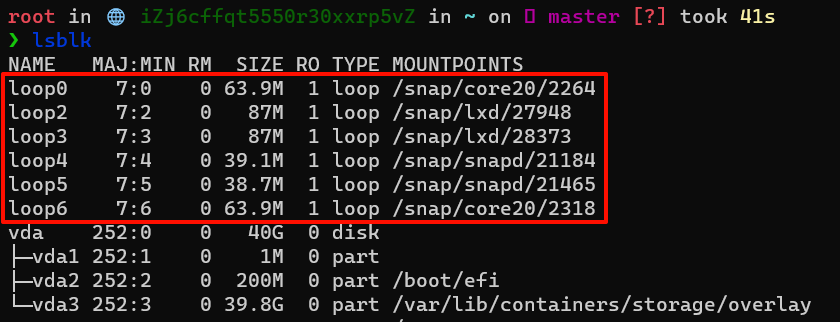 root in 🌐 iZj6cffqt5550r30xxrp5vZ in ~ on master [?] took 41s
❯ lsblk
NAME   MAJ:MIN RM  SIZE RO TYPE MOUNTPOINTS
loop0    7:0    0 63.9M  1 loop /snap/core20/2264
loop2    7:2    0   87M  1 loop /snap/lxd/27948
loop3    7:3    0   87M  1 loop /snap/lxd/28373
loop4    7:4    0 39.1M  1 loop /snap/snapd/21184
loop5    7:5    0 38.7M  1 loop /snap/snapd/21465
loop6    7:6    0 63.9M  1 loop /snap/core20/2318
vda    252:0    0   40G  0 disk
├─vda1 252:1    0    1M  0 part
├─vda2 252:2    0  200M  0 part /boot/efi
└─vda3 252:3    0 39.8G  0 part /var/lib/containers/storage/overlay